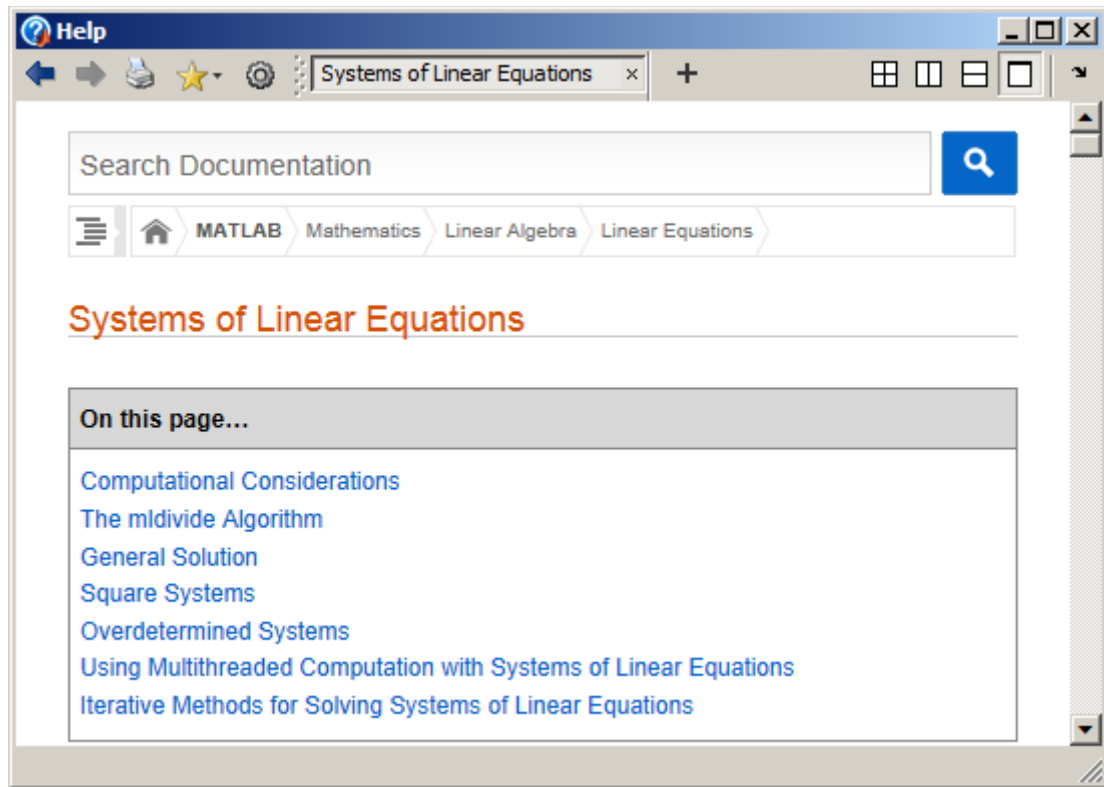 Help
Systems of Linear Equations
Search Documentation
MATLAB Mathematics Linear Algebra Linear Equations
Systems of Linear Equations
On this page...
Computational Considerations
The mldivide Algorithm
General Solution
Square Systems
Overdetermined Systems
Using Multithreaded Computation with Systems of Linear Equations
Iterative Methods for Solving Systems of Linear Equations